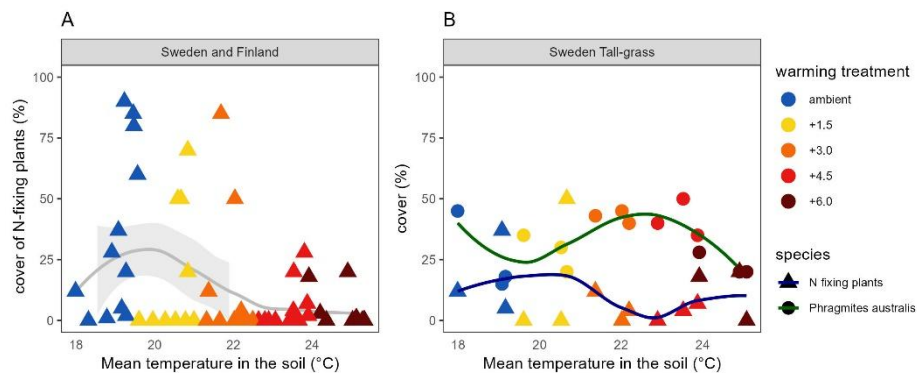 A
Sweden and Finland
cover of N-fixing plants (%)
100
75
50
25
0
18 20 22 24
Mean temperature in the soil (°C)
B
Sweden Tall-grass
cover (%)
100
75
50
25
0
18 20 22 24
Mean temperature in the soil (°C)
warming treatment
ambient
+1.5
+3.0
+4.5
+6.0
species
N fixing plants
Phragmites australis